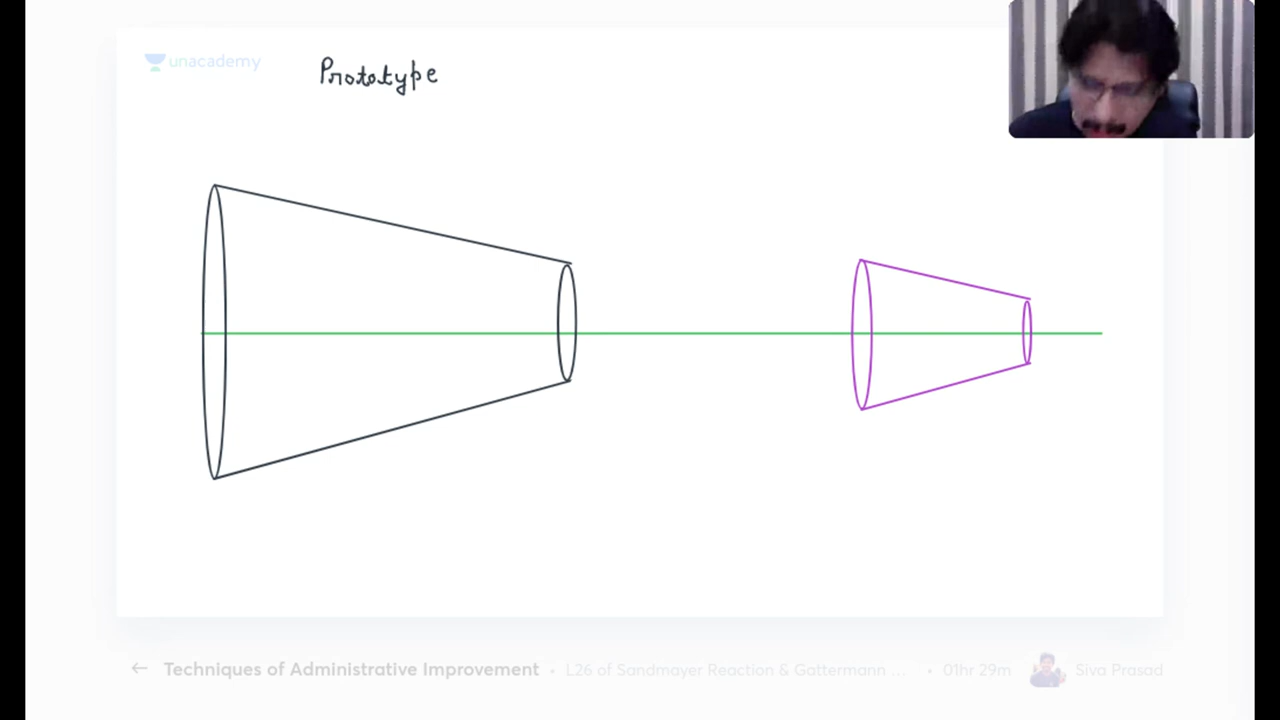 unacademy
Prototype
Techniques of Administrative Improvement • L26 of Sandmayer Reaction & Gattermann ... • 01hr 29m Siva Prasad